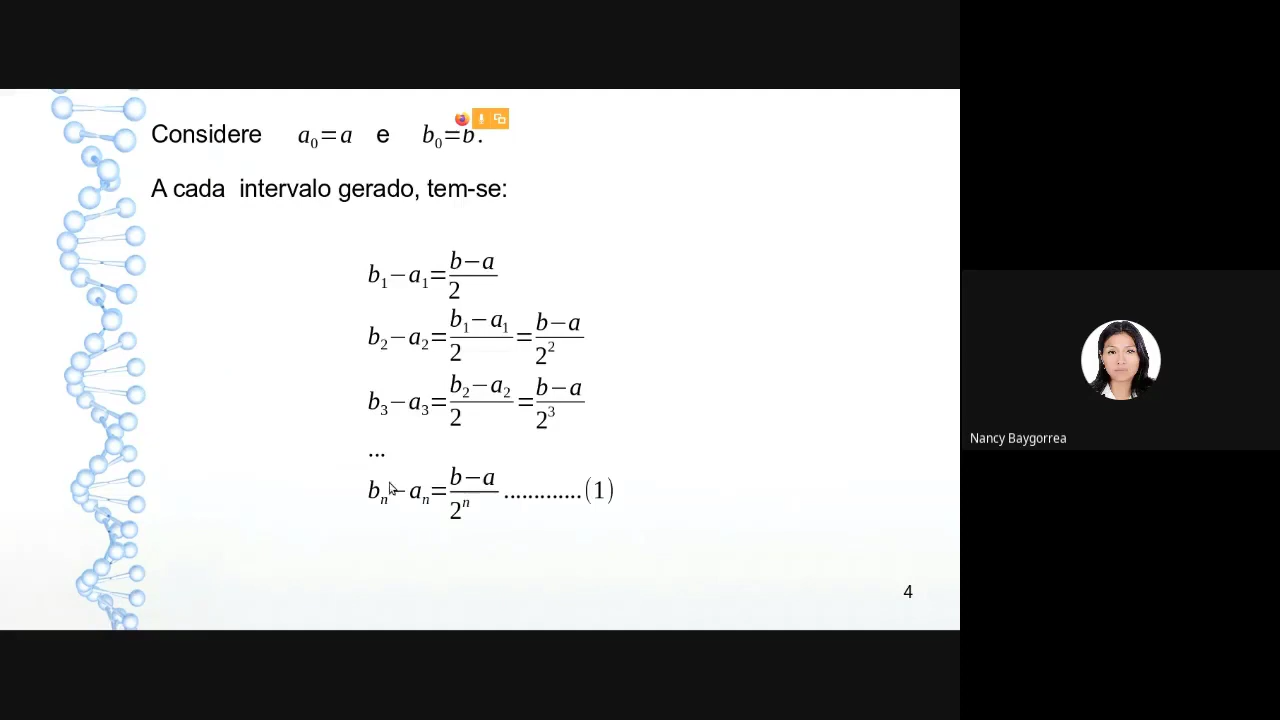 Considere a₀=a e b₀=b.
A cada intervalo gerado, tem-se:
b₁−a₁=(b−a)/2
b₂−a₂=(b₁−a₁)/2=(b−a)/2²
b₃−a₃=(b₂−a₂)/2=(b−a)/2³
...
bₙ−aₙ=(b−a)/2ⁿ .............(1)
4
Nancy Baygorrea